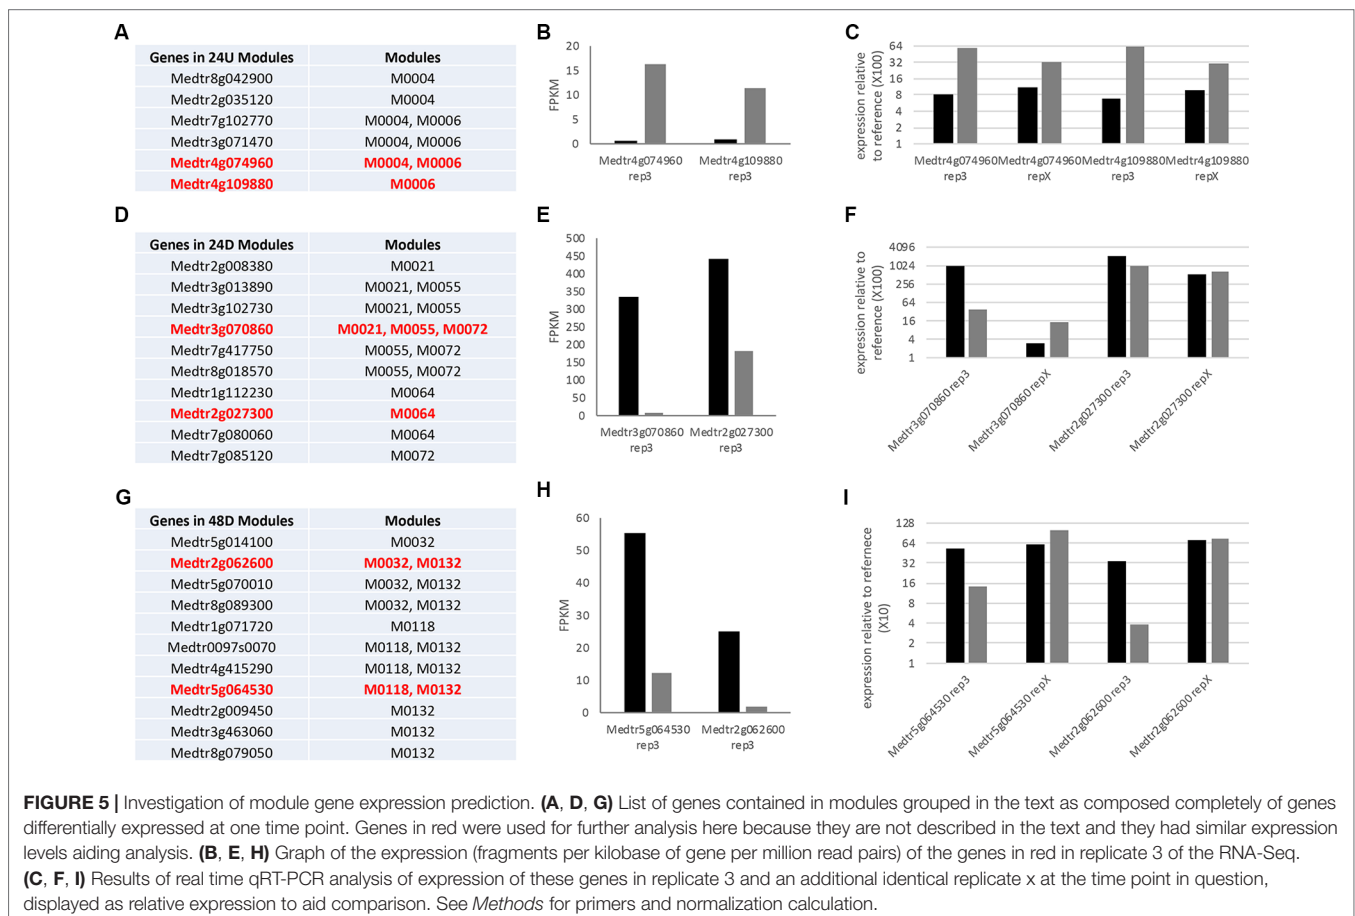 A
Genes in 24U Modules Modules
Medtr8g042900 M0004
Medtr2g035120 M0004
Medtr7g102770 M0004, M0006
Medtr3g071470 M0004, M0006
Medtr4g074960 M0004, M0006
Medtr4g109880 M0006
B
FPKM
20
15
10
5
0
Medtr4g074960 Medtr4g109880
rep3 rep3
C
expression relative
to reference (X100)
64
32
16
8
4
2
1
Medtr4g074960 Medtr4g074960 Medtr4g109880 Medtr4g109880
rep3 repX rep3 repX
D
Genes in 24D Modules Modules
Medtr2g008380 M0021
Medtr3g013890 M0021, M0055
Medtr3g102730 M0021, M0055
Medtr3g070860 M0021, M0055, M0072
Medtr7g417750 M0055, M0072
Medtr8g018570 M0055, M0072
Medtr1g112230 M0064
Medtr2g027300 M0064
Medtr7g080060 M0064
Medtr7g085120 M0072
E
FPKM
500
450
400
350
300
250
200
150
100
50
0
Medtr3g070860 Medtr2g027300
rep3 rep3
F
expression relative to
reference (X100)
4096
1024
256
64
16
4
1
Medtr3g070860 rep3
Medtr3g070860 repX
Medtr2g027300 rep3
Medtr2g027300 repX
G
Genes in 48D Modules Modules
Medtr5g014100 M0032
Medtr2g062600 M0032, M0132
Medtr5g070010 M0032, M0132
Medtr8g089300 M0032, M0132
Medtr1g071720 M0118
Medtr0097s0070 M0118, M0132
Medtr4g415290 M0118, M0132
Medtr5g064530 M0118, M0132
Medtr2g009450 M0132
Medtr3g463060 M0132
Medtr8g079050 M0132
H
FPKM
60
50
40
30
20
10
0
Medtr5g064530 Medtr2g062600
rep3 rep3
I
expression relative to refernece
(X10)
128
64
32
16
8
4
2
1
Medtr5g064530 rep3
Medtr5g064530 repX
Medtr2g062600 rep3
Medtr2g062600 repX
FIGURE 5 | Investigation of module gene expression prediction. (A, D, G) List of genes contained in modules grouped in the text as composed completely of genes
differentially expressed at one time point. Genes in red were used for further analysis here because they are not described in the text and they had similar expression
levels aiding analysis. (B, E, H) Graph of the expression (fragments per kilobase of gene per million read pairs) of the genes in red in replicate 3 of the RNA-Seq.
(C, F, I) Results of real time qRT-PCR analysis of expression of these genes in replicate 3 and an additional identical replicate x at the time point in question,
displayed as relative expression to aid comparison. See Methods for primers and normalization calculation.